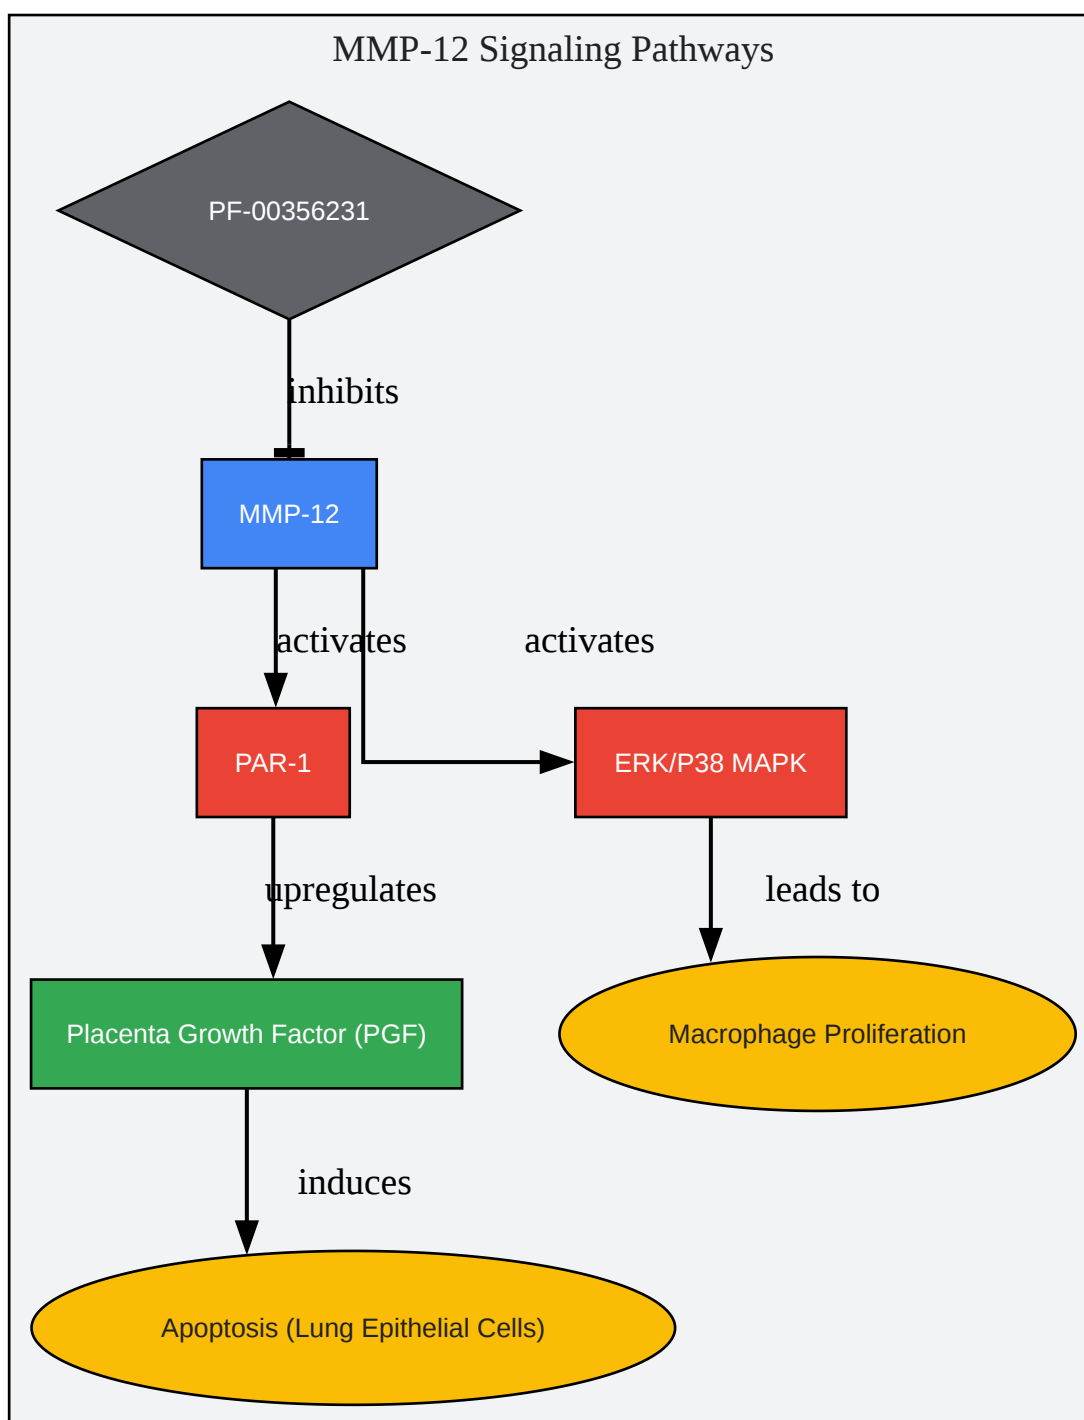 MMP-12 Signaling Pathways
PF-00356231
inhibits
MMP-12
activates
activates
PAR-1
ERK/P38 MAPK
upregulates
leads to
Placenta Growth Factor (PGF)
Macrophage Proliferation
induces
Apoptosis (Lung Epithelial Cells)